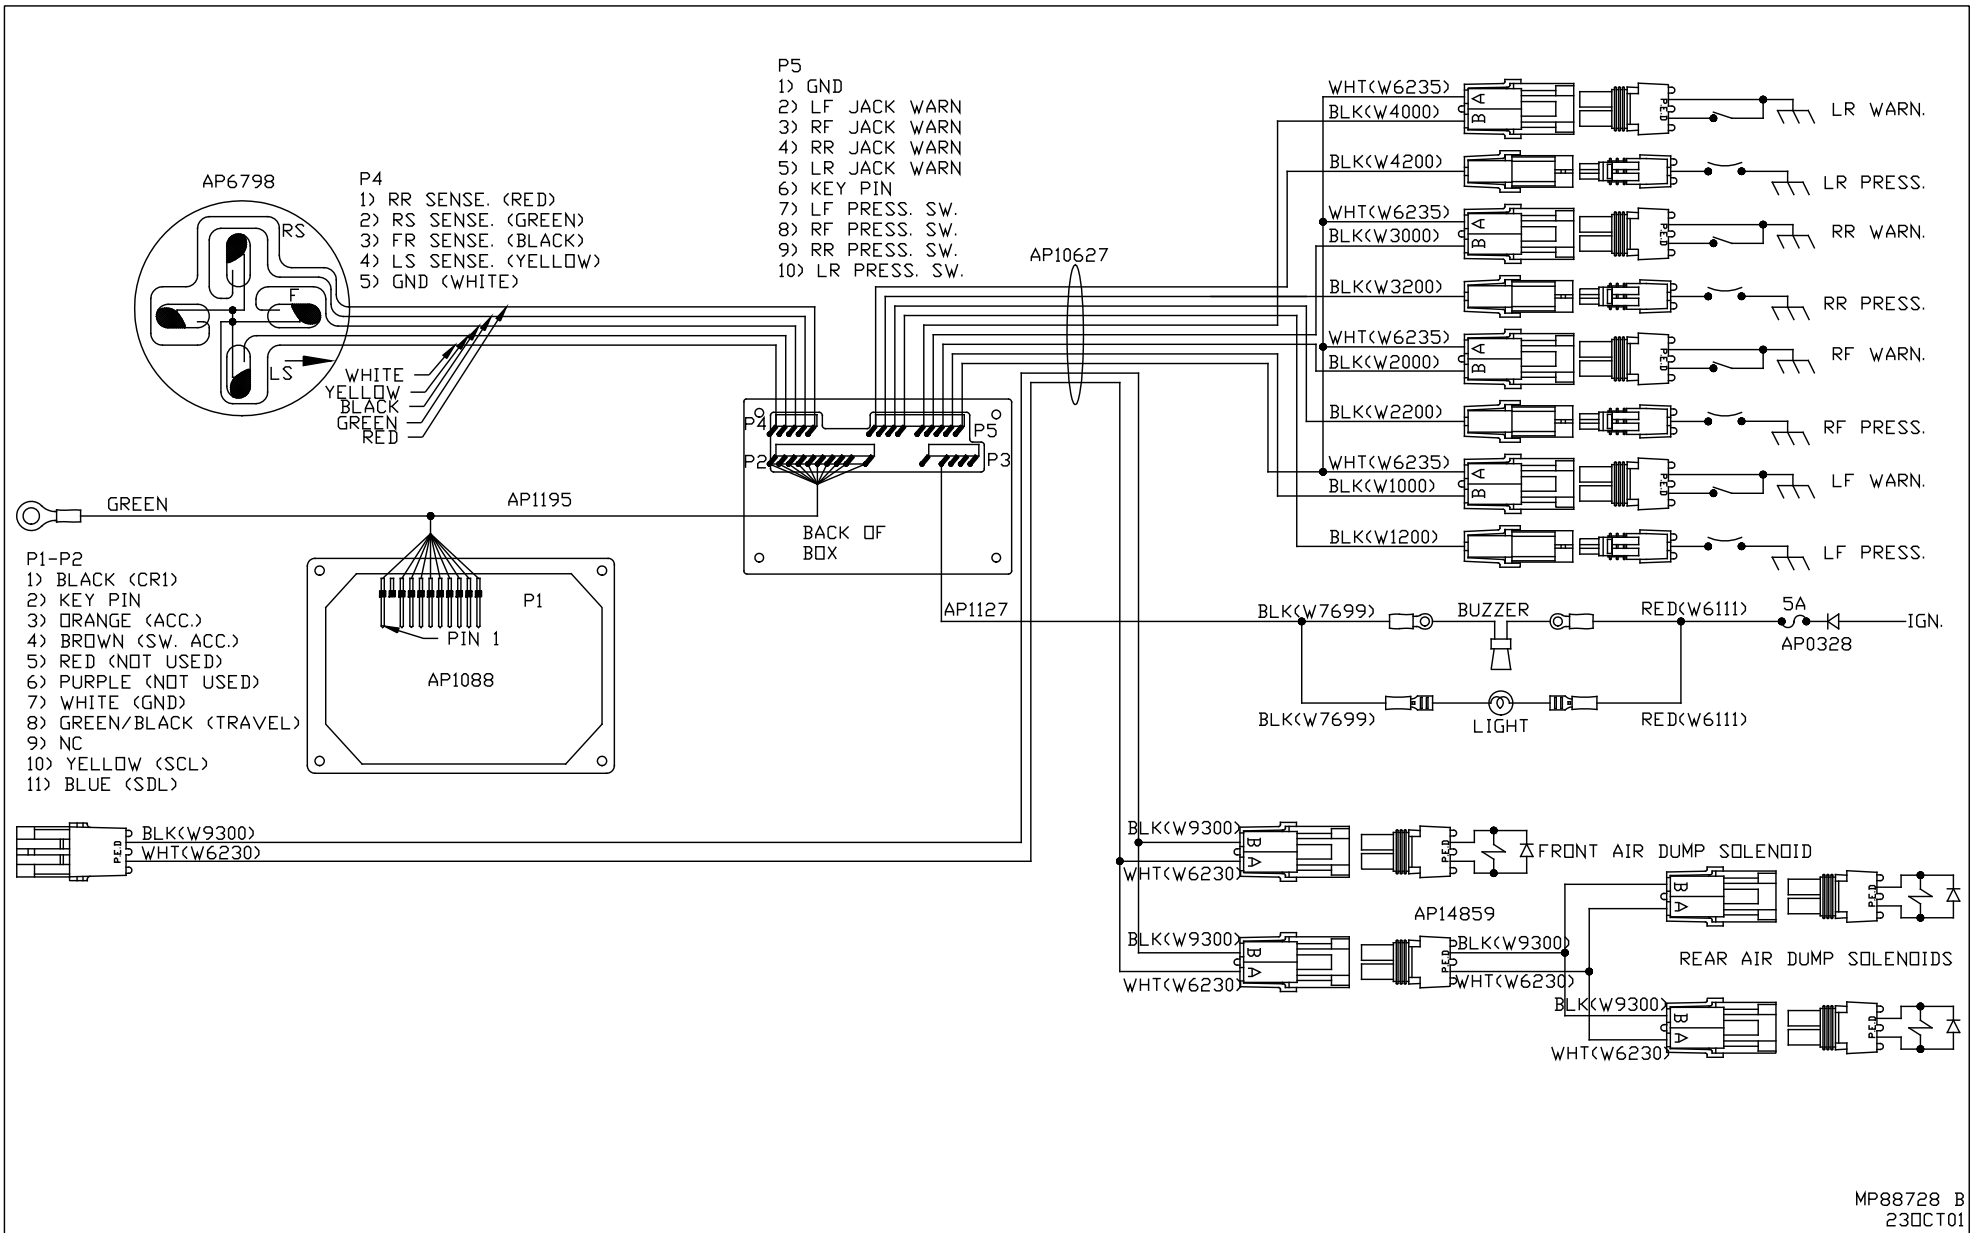 P5
1) GND
2) LF JACK WARN
3) RF JACK WARN
4) RR JACK WARN
5) LR JACK WARN
6) KEY PIN
7) LF PRESS. SW.
8) RF PRESS. SW.
9) RR PRESS. SW.
10) LR PRESS. SW.
AP6798
RS
F
LS
P4
1) RR SENSE. (RED)
2) RS SENSE. (GREEN)
3) FR SENSE. (BLACK)
4) LS SENSE. (YELLOW)
5) GND (WHITE)
WHITE
YELLOW
BLACK
GREEN
RED
AP10627
WHT(W6235)
BLK(W4000)
A
B
P.E.D
LR WARN.
BLK(W4200)
LR PRESS.
WHT(W6235)
BLK(W3000)
A
B
P.E.D
RR WARN.
BLK(W3200)
RR PRESS.
WHT(W6235)
BLK(W2000)
A
B
P.E.D
RF WARN.
BLK(W2200)
RF PRESS.
WHT(W6235)
BLK(W1000)
A
B
P.E.D
LF WARN.
BLK(W1200)
LF PRESS.
P4
P5
P2
P3
BACK OF
BOX
GREEN
AP1195
P1-P2
1) BLACK (CR1)
2) KEY PIN
3) ORANGE (ACC.)
4) BROWN (SW. ACC.)
5) RED (NOT USED)
6) PURPLE (NOT USED)
7) WHITE (GND)
8) GREEN/BLACK (TRAVEL)
9) NC
10) YELLOW (SCL)
11) BLUE (SDL)
P1
PIN 1
AP1088
AP1127
BLK(W7699)
BUZZER
RED(W6111)
5A
AP0328
IGN.
BLK(W7699)
LIGHT
RED(W6111)
P.E.D
BLK(W9300)
WHT(W6230)
BLK(W9300)
WHT(W6230)
B
A
P.E.D
FRONT AIR DUMP SOLENOID
AP14859
BLK(W9300)
WHT(W6230)
B
A
P.E.D
BLK(W9300)
WHT(W6230)
B
A
P.E.D
REAR AIR DUMP SOLENOIDS
BLK(W9300)
WHT(W6230)
B
A
P.E.D
MP88728 B
23OCT01